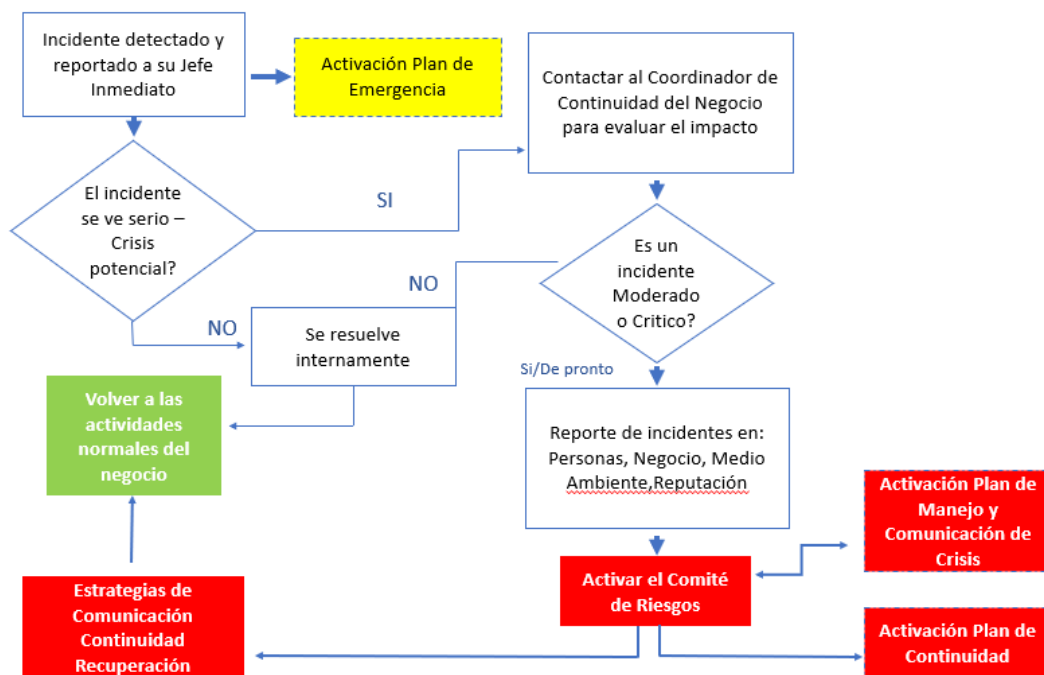 Incidente detectado y
reportado a su Jefe
Inmediato
Activación Plan de
Emergencia
Contactar al Coordinador de
Continuidad del Negocio
para evaluar el impacto
El incidente
se ve serio –
Crisis
potencial?
SI
Es un
incidente
Moderado
o Critico?
NO
NO
Se resuelve
internamente
Si/De pronto
Volver a las
actividades
normales del
negocio
Reporte de incidentes en:
Personas, Negocio, Medio
Ambiente,Reputación
Activación Plan de
Manejo y
Comunicación de
Crisis
Activar el Comité
de Riesgos
Estrategias de
Comunicación
Continuidad
Recuperación
Activación Plan de
Continuidad